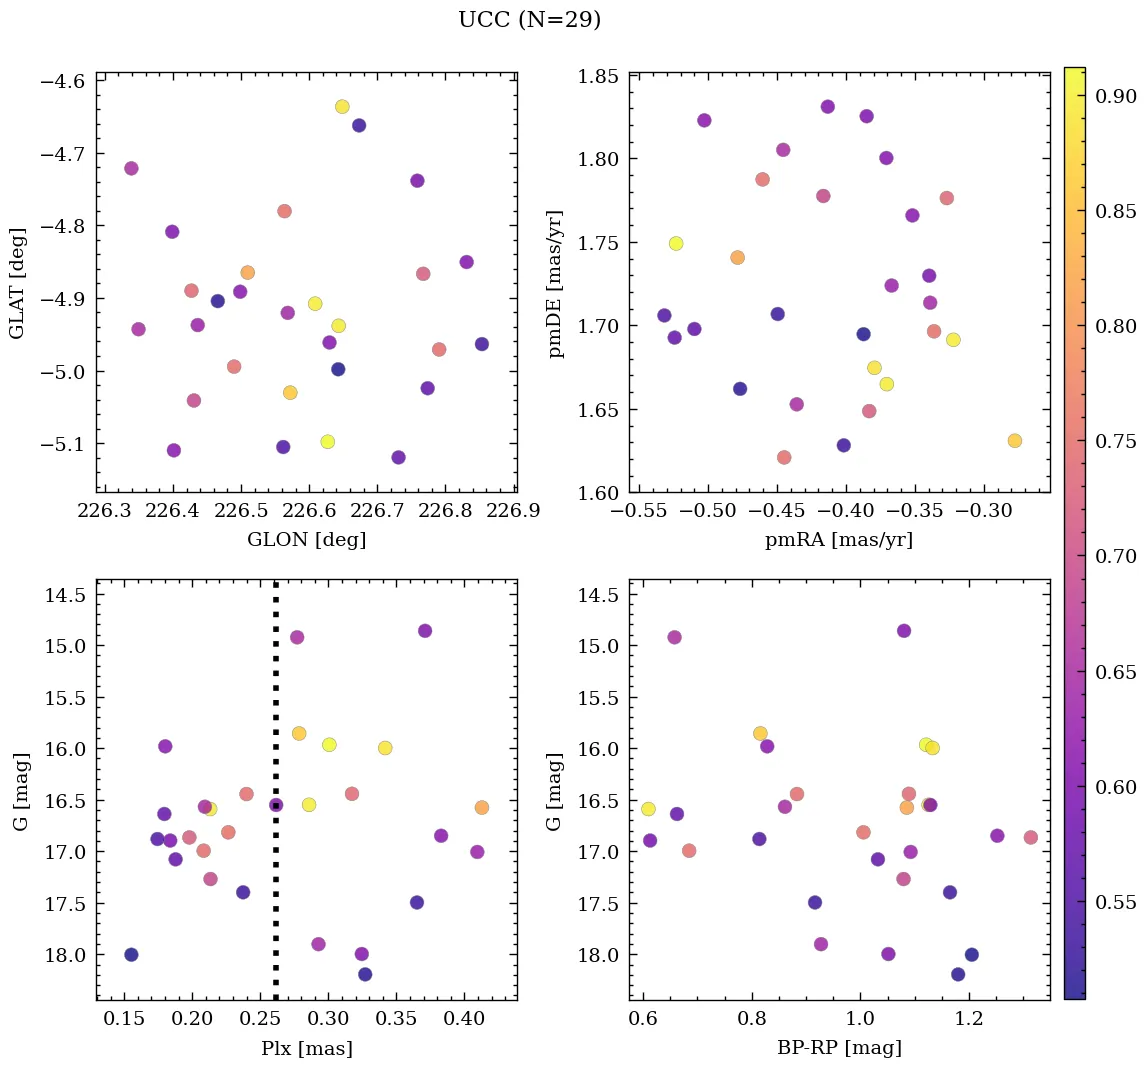 UCC (N=29)
−4.6
−4.7
−4.8
−4.9
−5.0
−5.1
GLAT [deg]
226.3 226.4 226.5 226.6 226.7 226.8 226.9
GLON [deg]
1.85
1.80
1.75
1.70
1.65
1.60
pmDE [mas/yr]
−0.55 −0.50 −0.45 −0.40 −0.35 −0.30
pmRA [mas/yr]
14.5
15.0
15.5
16.0
16.5
17.0
17.5
18.0
G [mag]
0.15 0.20 0.25 0.30 0.35 0.40
Plx [mas]
14.5
15.0
15.5
16.0
16.5
17.0
17.5
18.0
G [mag]
0.6 0.8 1.0 1.2
BP-RP [mag]
0.90
0.85
0.80
0.75
0.70
0.65
0.60
0.55